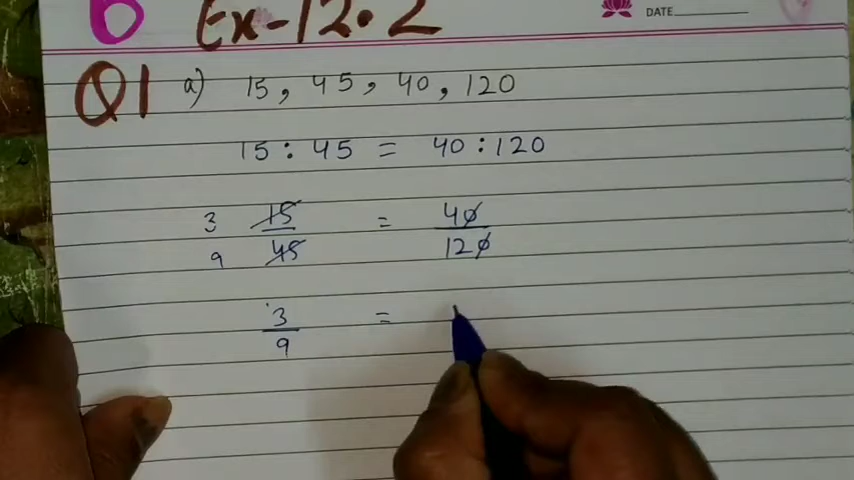 6 Ex-12.2
DATE
Q1 a) 15, 45, 40, 120
15 : 45 = 40 : 120
3 15 = 40
9 45 120
3 =
9